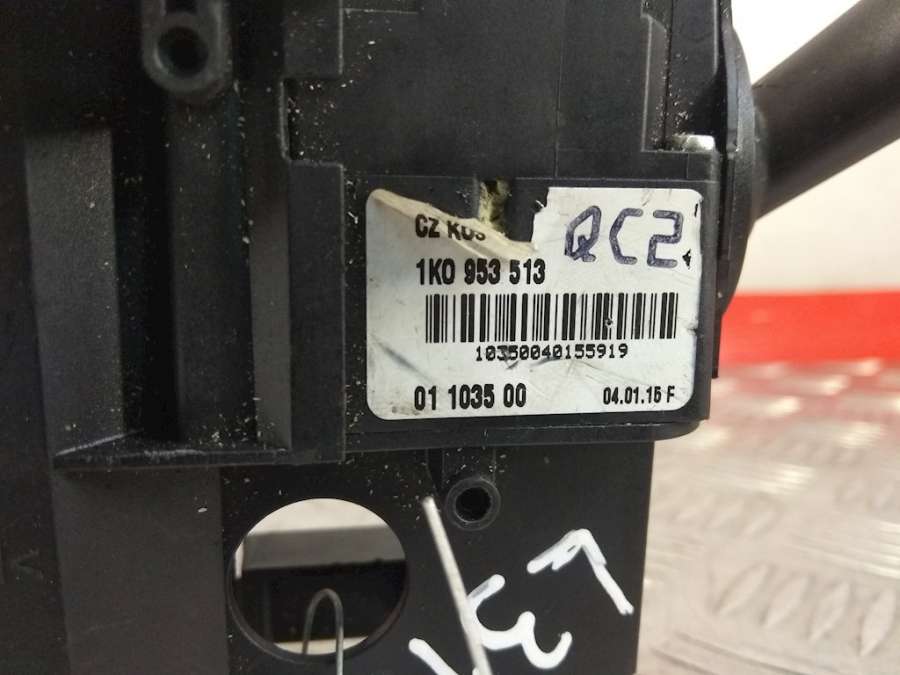 CZ KOS
QC2
1K0 953 513
10350040155919
01 1035 00
04.01.15 F